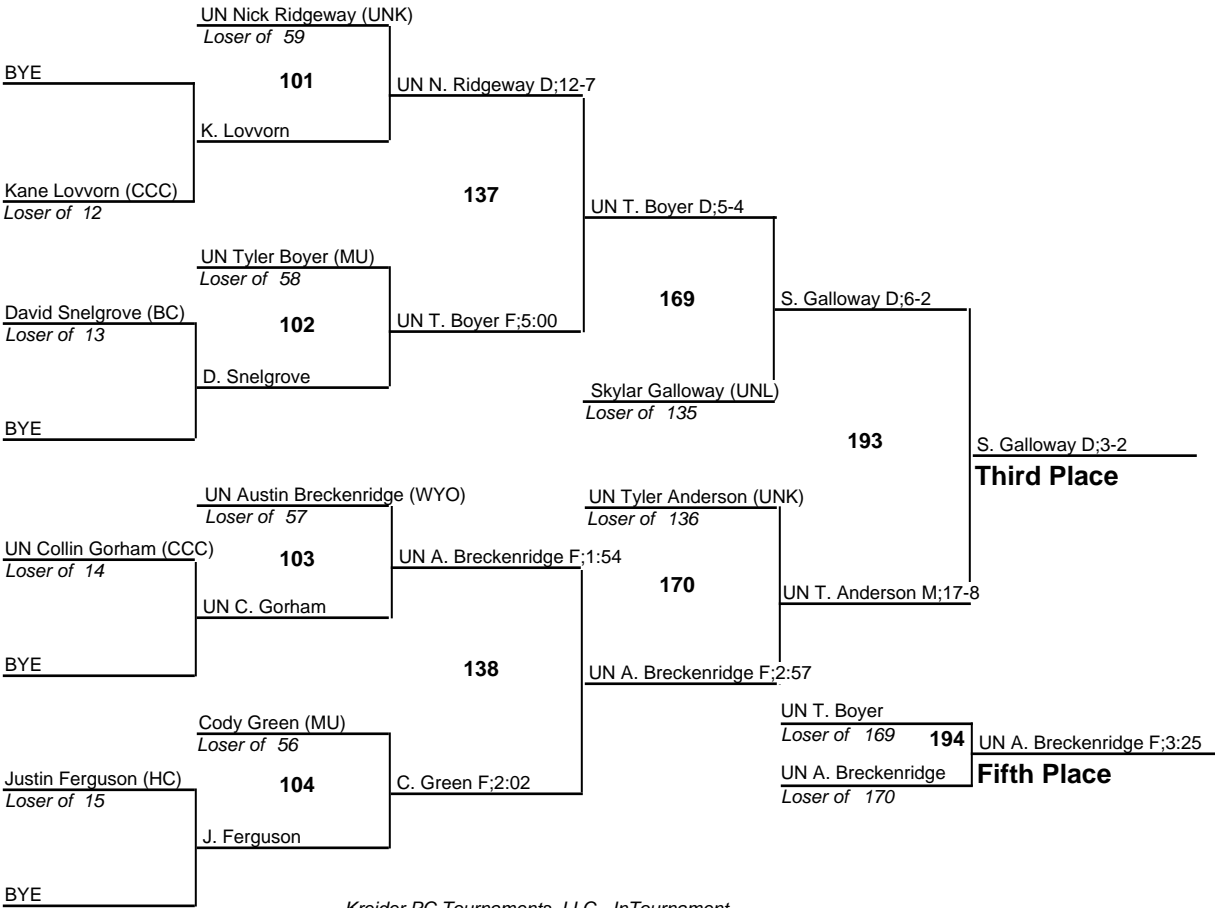 UN Nick Ridgeway (UNK)
Loser of 59
BYE
101
UN N. Ridgeway D;12-7
K. Lovvorn
Kane Lovvorn (CCC)
Loser of 12
137
UN T. Boyer D;5-4
UN Tyler Boyer (MU)
Loser of 58
David Snelgrove (BC)
Loser of 13
102
UN T. Boyer F;5:00
169
S. Galloway D;6-2
D. Snelgrove
Skylar Galloway (UNL)
Loser of 135
BYE
193
S. Galloway D;3-2
Third Place
UN Austin Breckenridge (WYO)
Loser of 57
UN Tyler Anderson (UNK)
Loser of 136
UN Collin Gorham (CCC)
Loser of 14
103
UN A. Breckenridge F;1:54
170
UN T. Anderson M;17-8
UN C. Gorham
BYE
138
UN A. Breckenridge F;2:57
Cody Green (MU)
Loser of 56
UN T. Boyer
Loser of 169
194
UN A. Breckenridge F;3:25
Fifth Place
UN A. Breckenridge
Loser of 170
Justin Ferguson (HC)
Loser of 15
104
C. Green F;2:02
J. Ferguson
BYE
Kreider PC Tournaments, LLC - InTournament